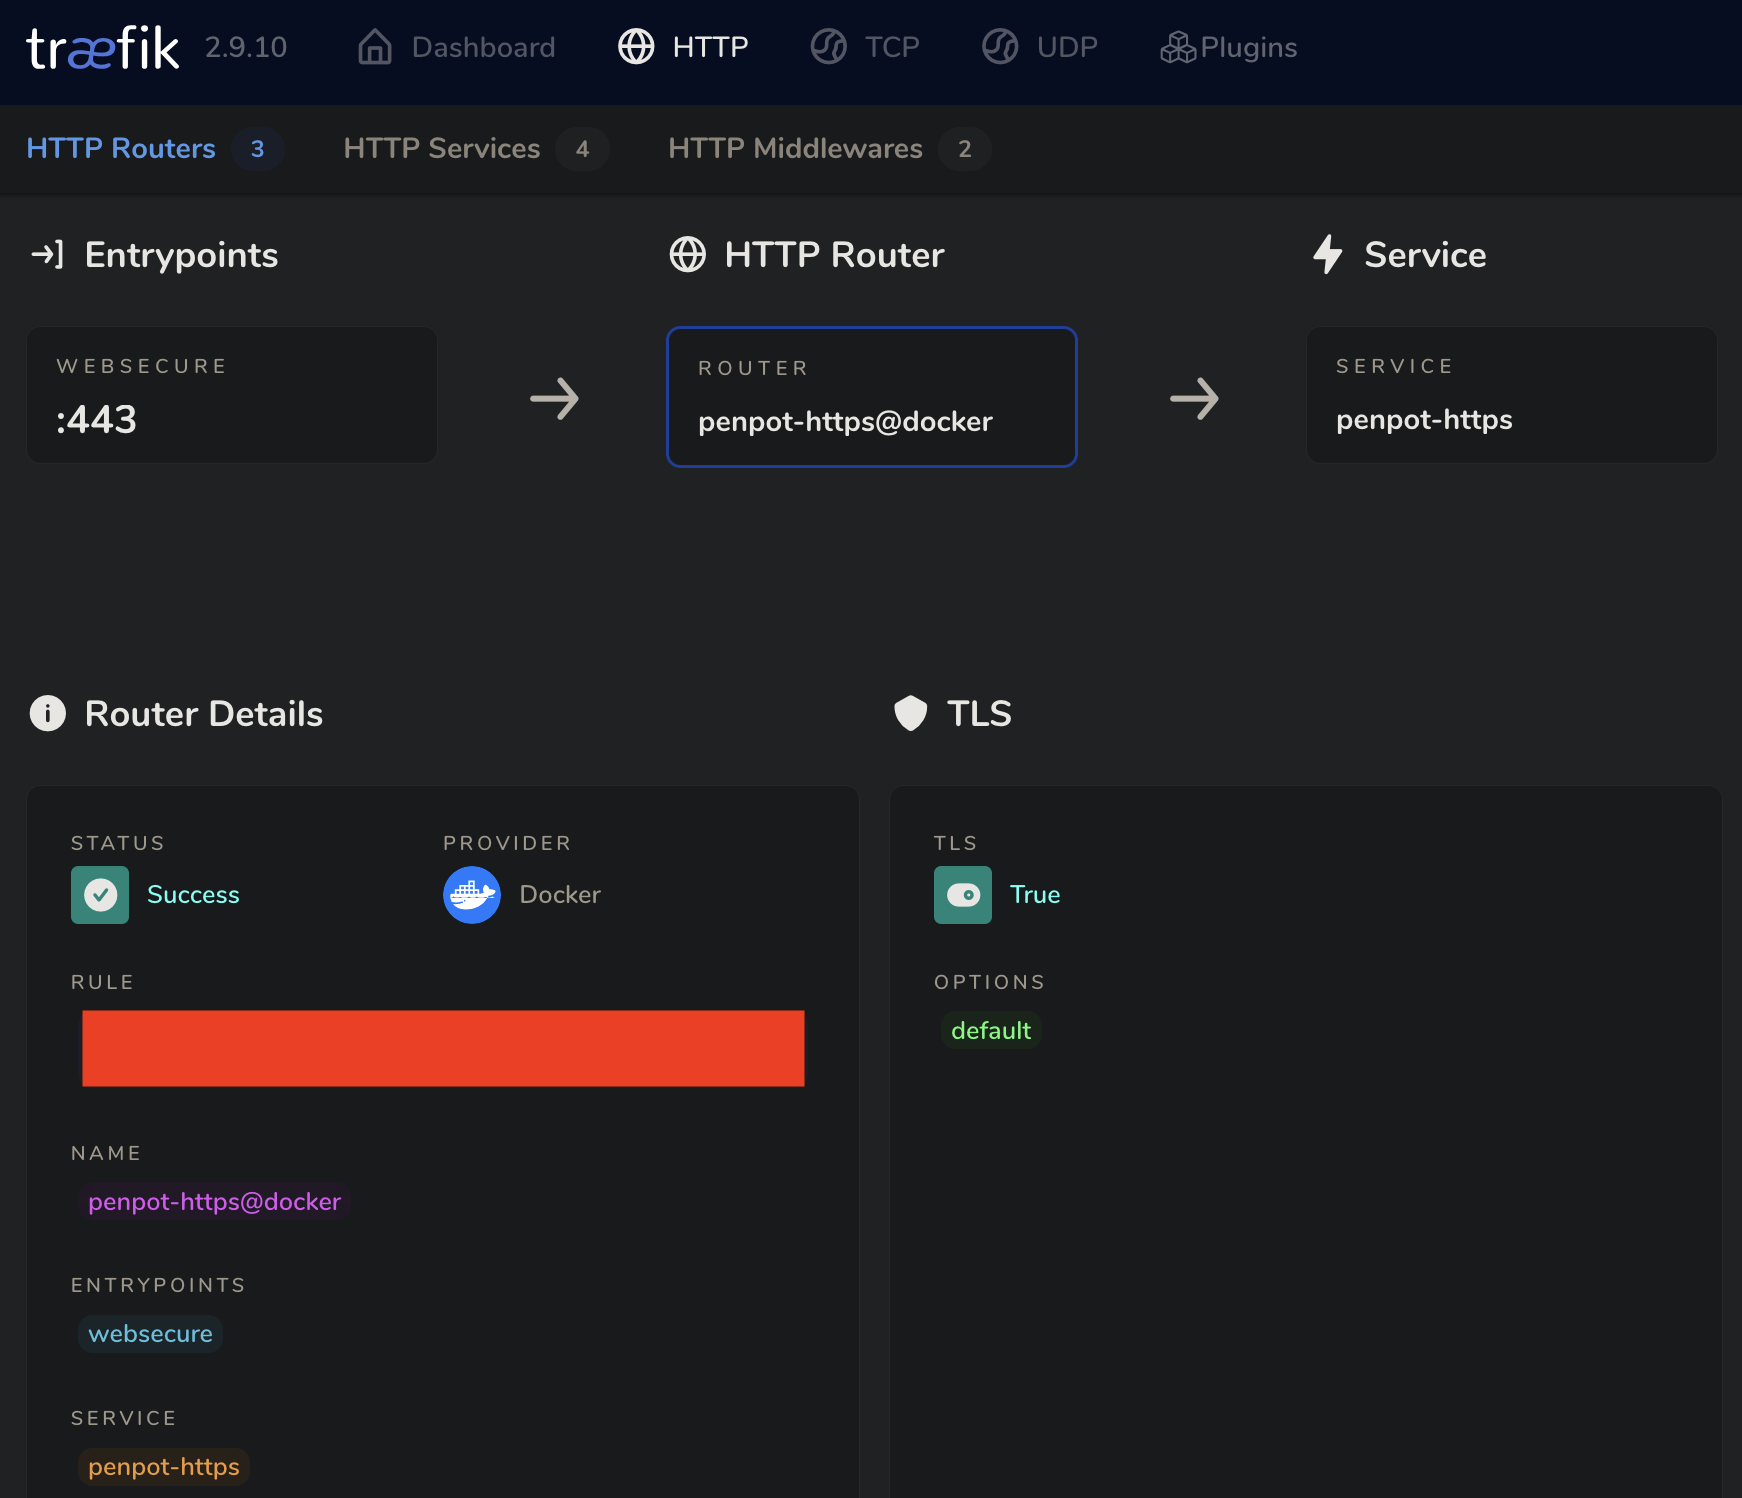 træfik 2.9.10 Dashboard HTTP TCP UDP Plugins
HTTP Routers 3 HTTP Services 4 HTTP Middlewares 2
Entrypoints HTTP Router Service
WEBSECURE
:443
ROUTER
penpot-https@docker
SERVICE
penpot-https
Router Details
TLS
STATUS PROVIDER
Success Docker
RULE
NAME
penpot-https@docker
ENTRYPOINTS
websecure
SERVICE
penpot-https
TLS
True
OPTIONS
default